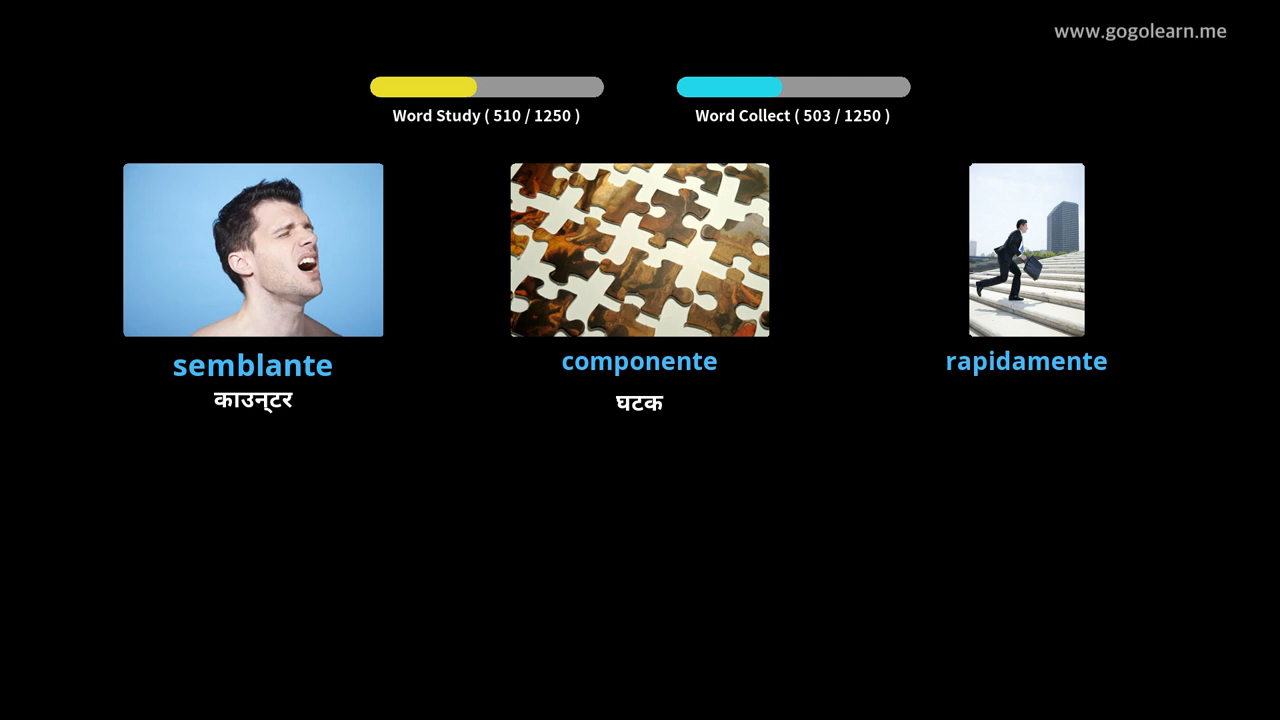 www.gogolearn.me
Word Study ( 510 / 1250 )
Word Collect ( 503 / 1250 )
semblante
काउन्टर
componente
घटक
rapidamente